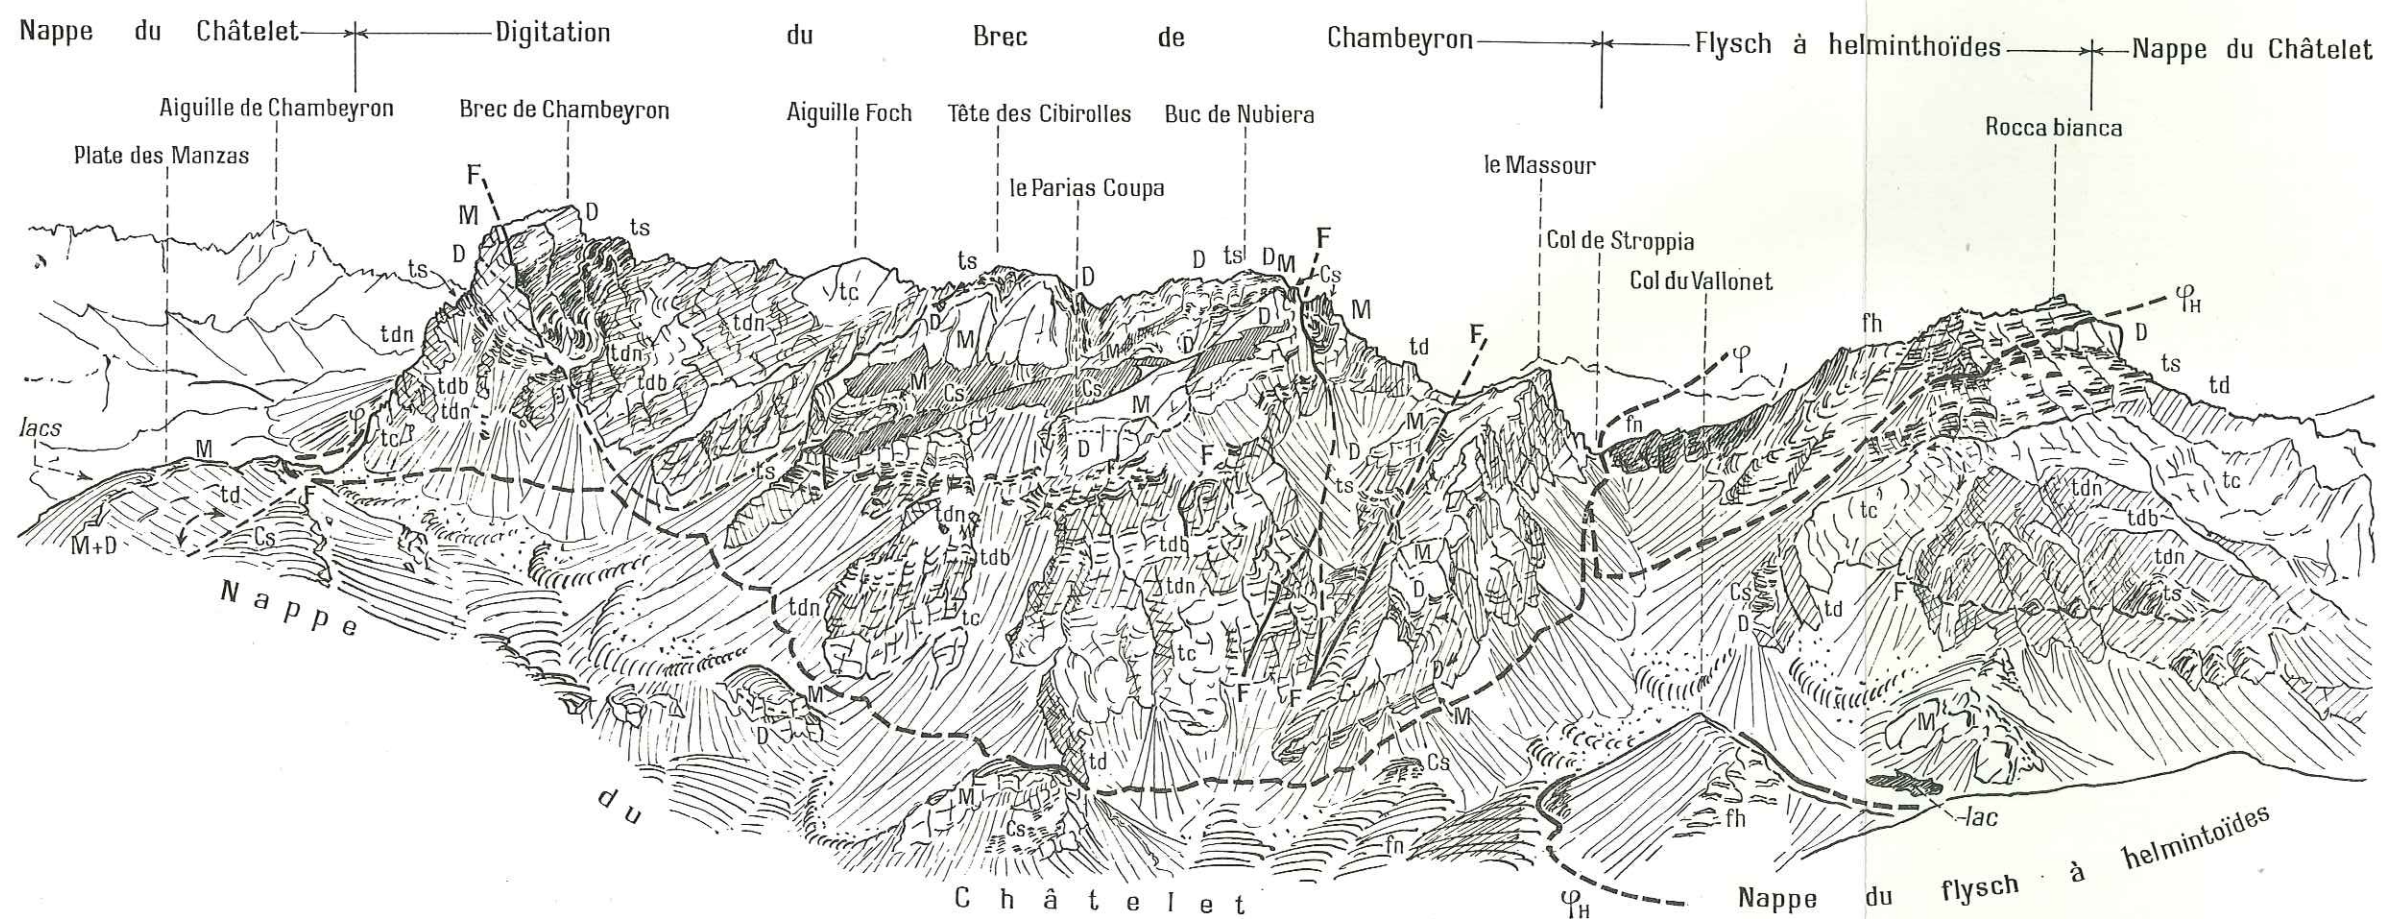 Nappe du Châtelet Digitation du Brec de Chambeyron Flysch à helminthoïdes Nappe du Châtelet
Aiguille de Chambeyron Brec de Chambeyron Aiguille Foch Tête des Cibirolles Buc de Nubiera
Rocca bianca
Plate des Manzas
le Massour
F
le Parias Coupa
M D ts
F
Col de Stroppia
D
ts
ts
D
D ts D M
Cs
Col du Vallonet
φH
tc
M
fh
D
tdn
tdn
D
M
D
M
D
td
F
φ
D
ts
tdn
tdb
tdb
M
Cs
Cs
M
td
tdn
φ
tc
M
fn
lacs
M
D
F
D
ts
ts
td
F
tc
tc
tdn
M+D
Cs
tdn
tdb
tdb
tdn
M
D
tdn
Cs
ts
tdn
tc
td
F
D
tc
Nappe
M
D
F
F
D
M
M
td
Cs
du
M
Cs
fn
fh
lac
Châtelet
φH
Nappe du flysch à helmintoïdes